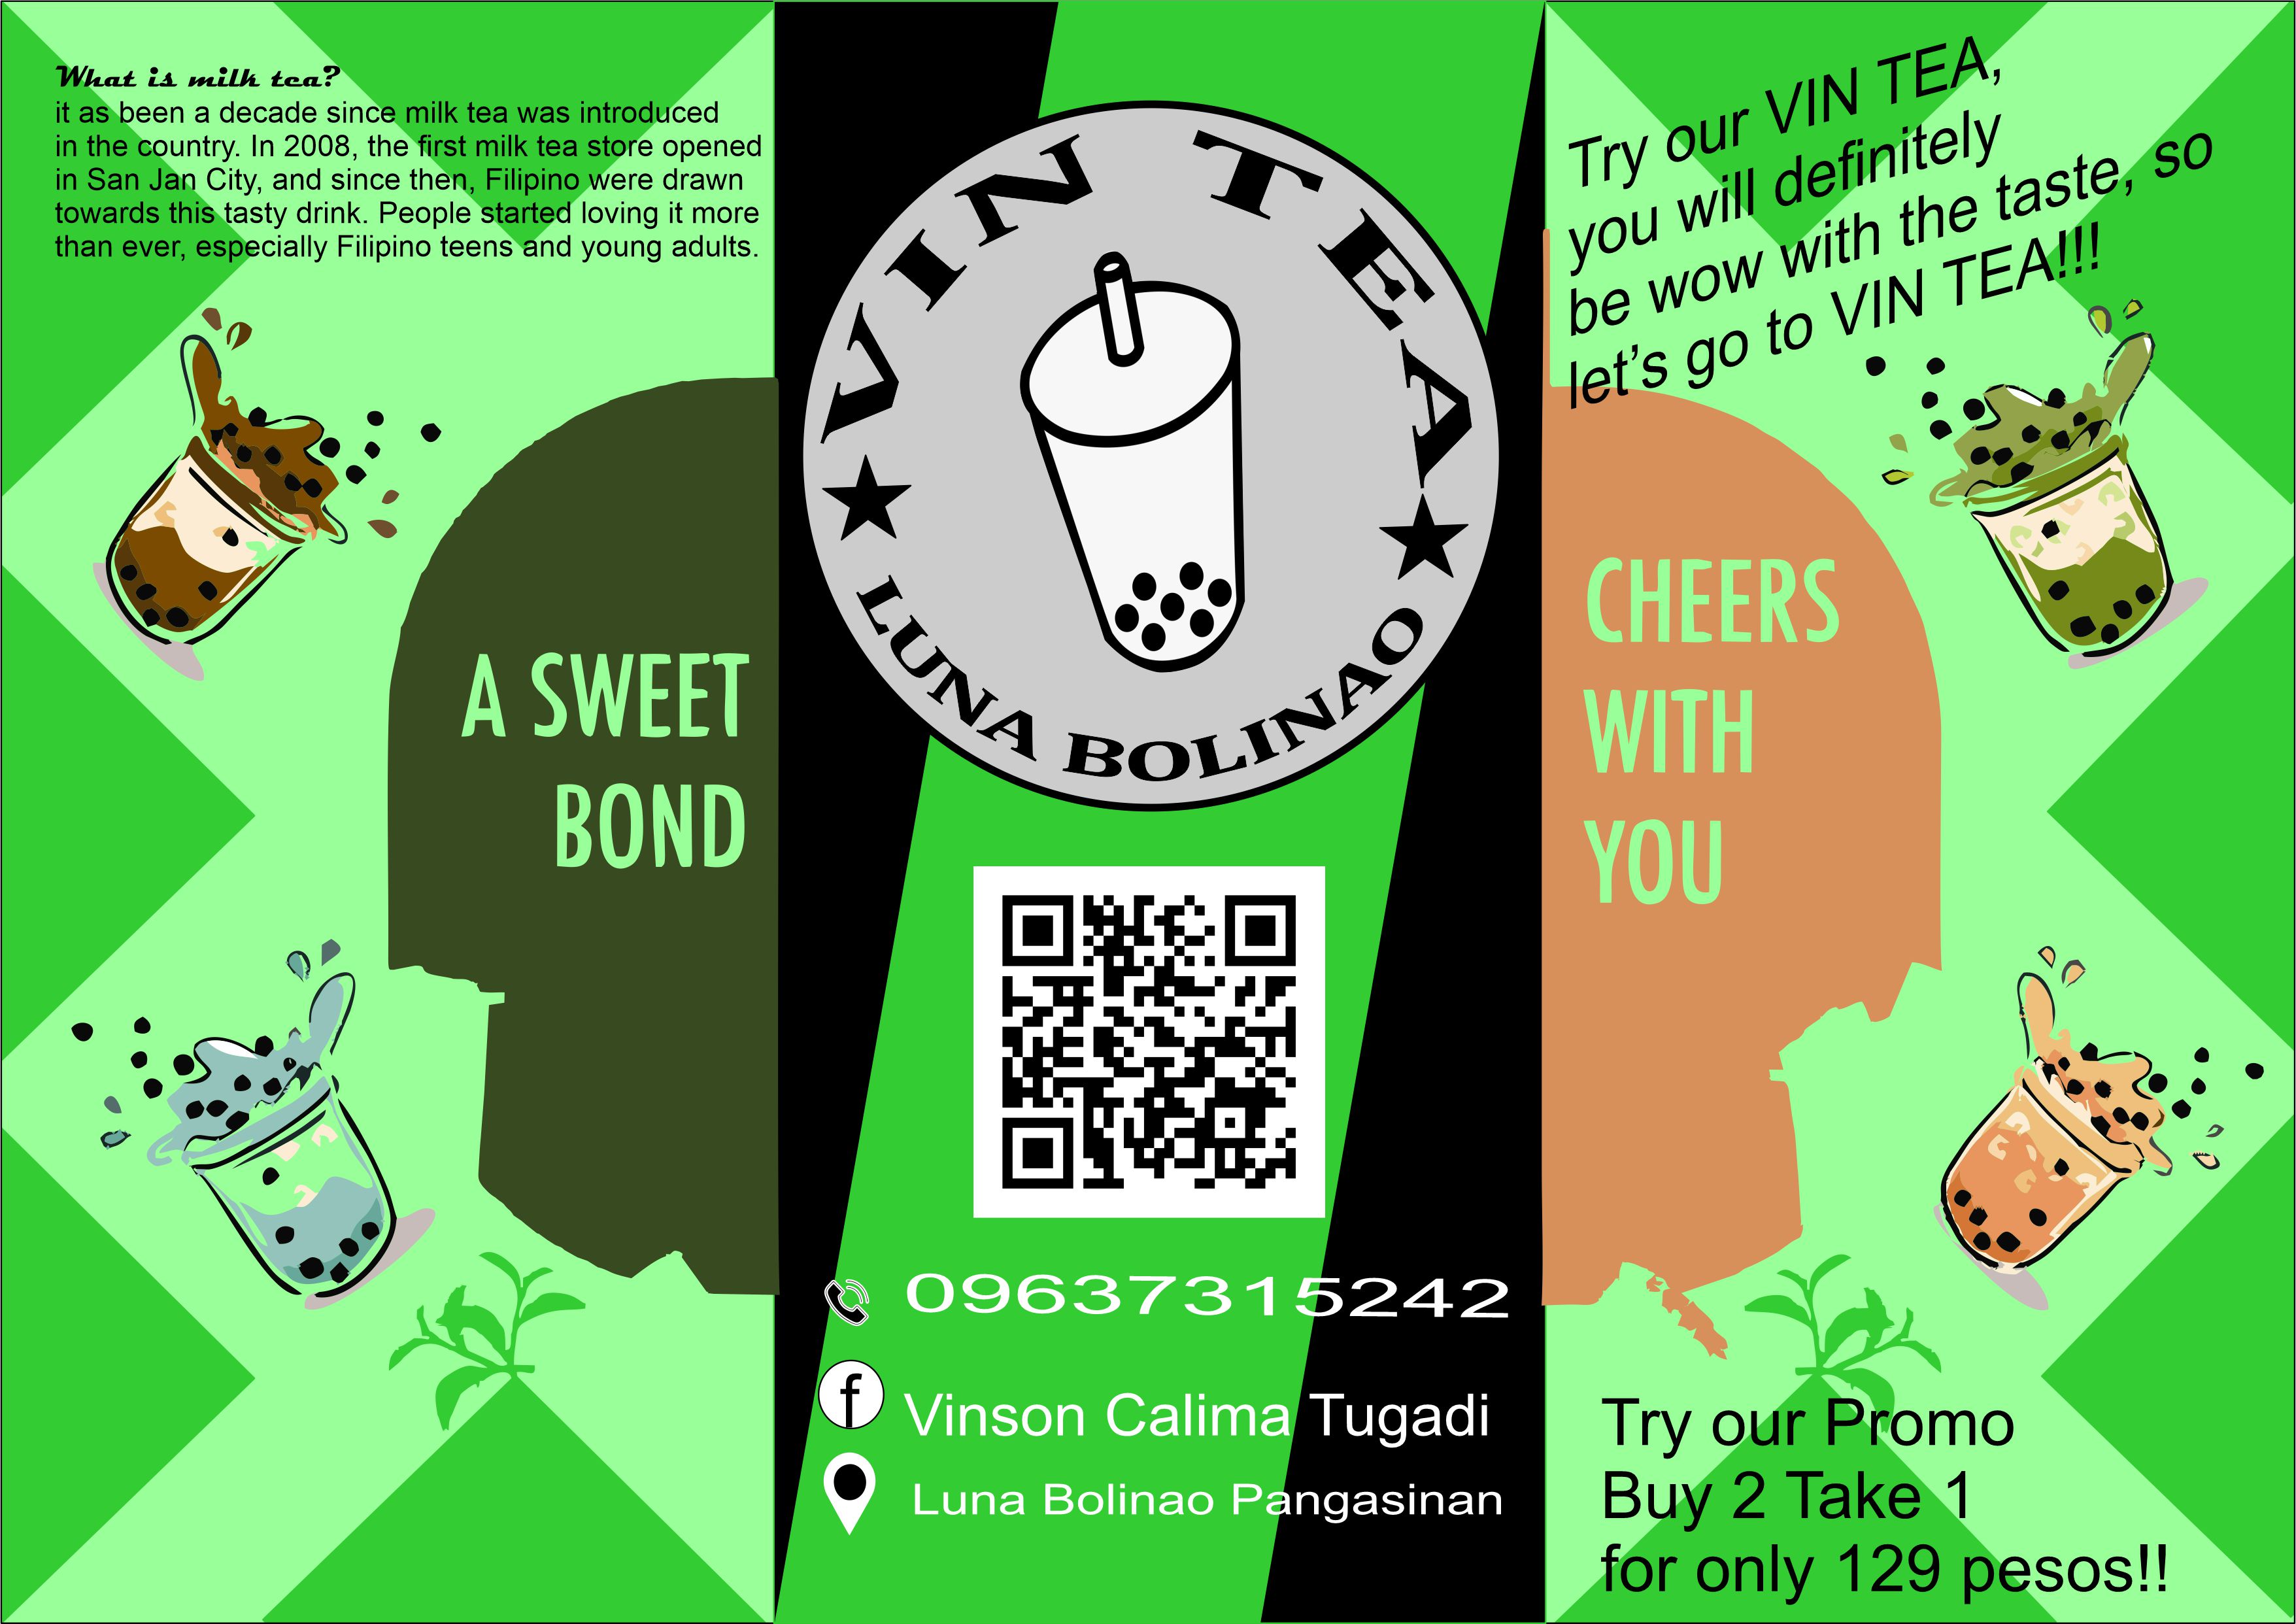 What is milk tea?
it as been a decade since milk tea was introduced
in the country. In 2008, the first milk tea store opened
in San Jan City, and since then, Filipino were drawn
towards this tasty drink. People started loving it more
than ever, especially Filipino teens and young adults.
A SWEET
BOND
VIN TEA
LUNA BOLINAO
09637315242
f
Vinson Calima Tugadi
Luna Bolinao Pangasinan
Try our VIN TEA,
you will definitely
be wow with the taste, so
let's go to VIN TEA!!!
CHEERS
WITH
YOU
Try our Promo
Buy 2 Take 1
for only 129 pesos!!